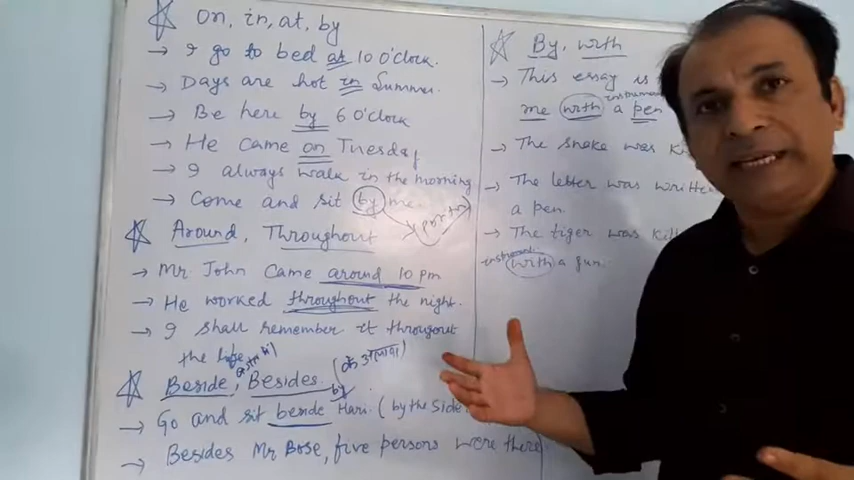 On, in, at, by
→ I go to bed at 10 O'clock.
→ Days are hot in Summer.
→ Be here by 6 O'clock
→ He came on Tuesday
→ I always walk in the morning
→ Come and sit by me.
Around, Throughout
→ Mr John came around 10 pm
→ He worked throughout the night.
→ I shall remember it throughout
the life
Beside, Besides.
→ Go and sit beside Hari. (by the Side
→ Besides Mr Bose, five persons were there
By, with
→ This essay is
me with a pen
instrument
→ The snake was
→ The letter was
a pen.
→ The tiger was
instrument
with a gun.